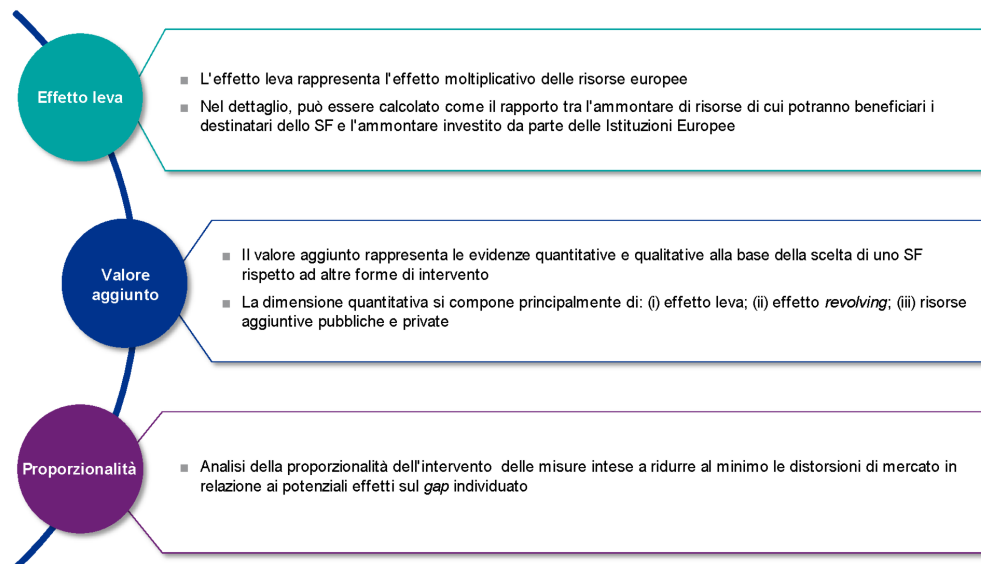 Effetto leva
L'effetto leva rappresenta l'effetto moltiplicativo delle risorse europee
Nel dettaglio, può essere calcolato come il rapporto tra l'ammontare di risorse di cui potranno beneficiari i
destinatari dello SF e l'ammontare investito da parte delle Istituzioni Europee
Valore
aggiunto
Il valore aggiunto rappresenta le evidenze quantitative e qualitative alla base della scelta di uno SF
rispetto ad altre forme di intervento
La dimensione quantitativa si compone principalmente di: (i) effetto leva; (ii) effetto revolving; (iii) risorse
aggiuntive pubbliche e private
Proporzionalità
Analisi della proporzionalità dell'intervento  delle misure intese a ridurre al minimo le distorsioni di mercato in
relazione ai potenziali effetti sul gap individuato